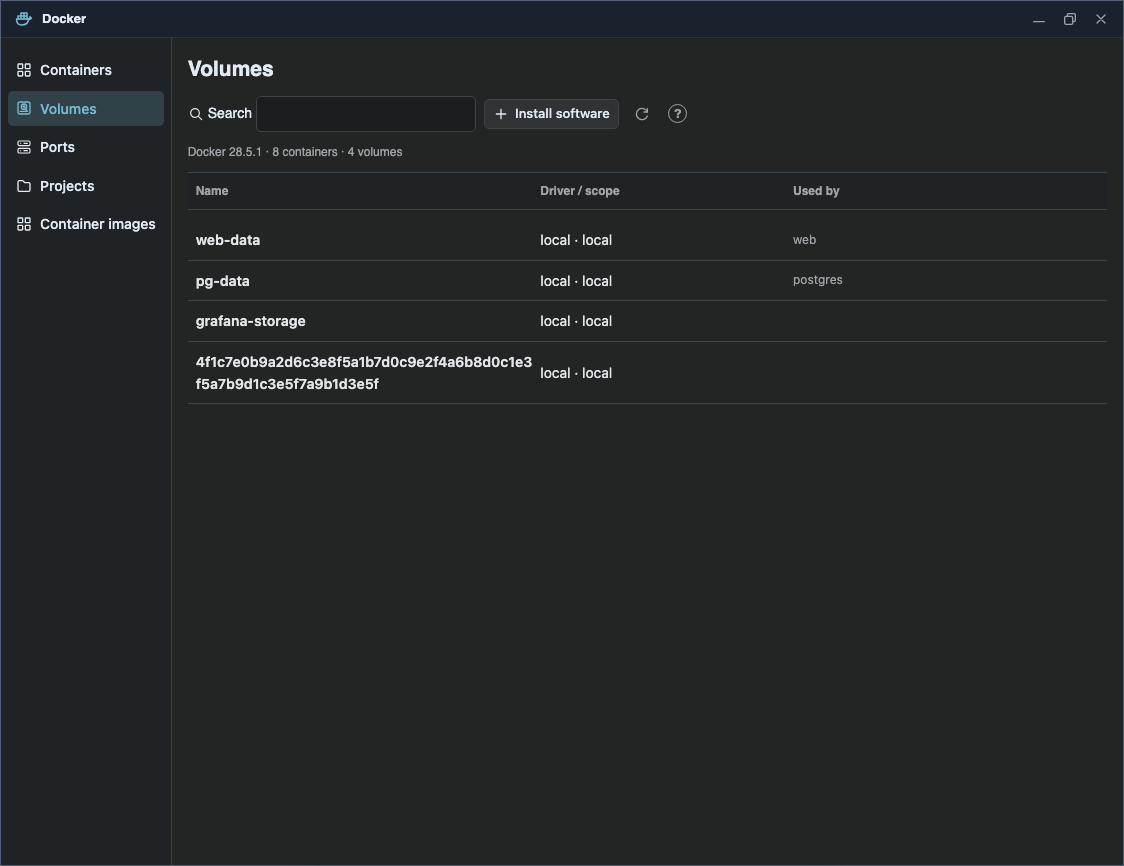 Docker
Containers
Volumes
Ports
Projects
Container images
Volumes
Search
Install software
?
Docker 28.5.1 · 8 containers · 4 volumes
Name Driver / scope Used by
web-data local · local web
pg-data local · local postgres
grafana-storage local · local
4f1c7e0b9a2d6c3e8f5a1b7d0c9e2f4a6b8d0c1e3
f5a7b9d1c3e5f7a9b1d3e5f local · local